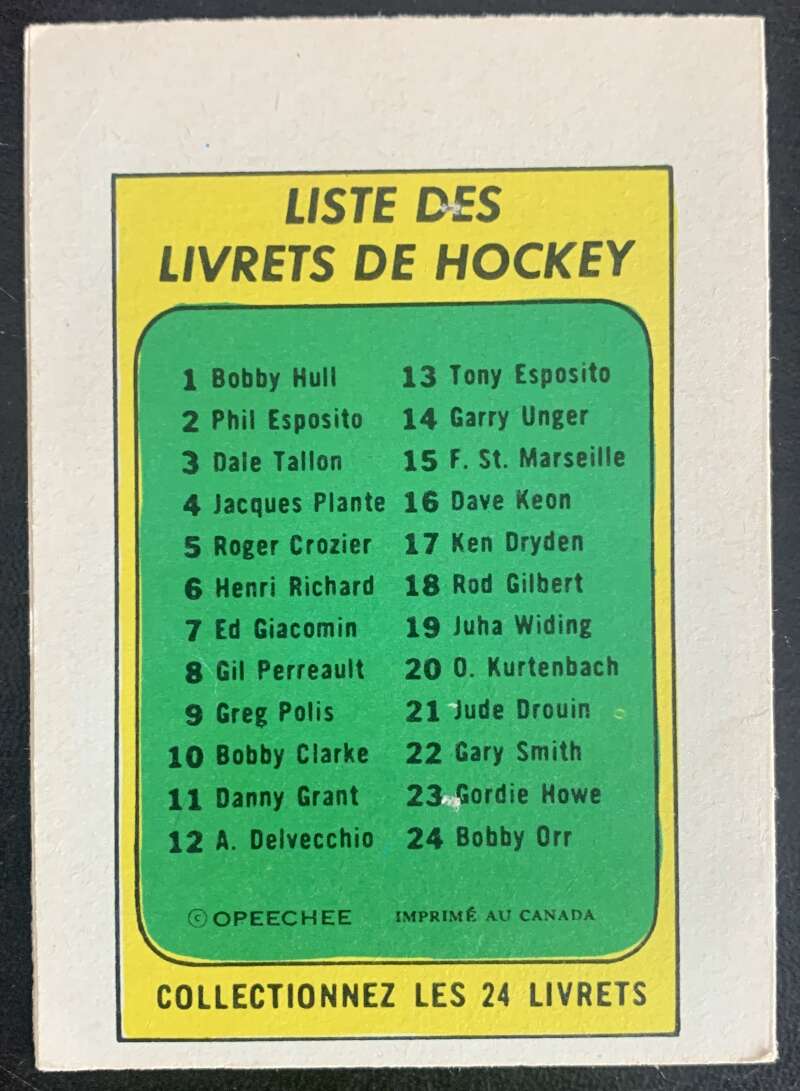 LISTE DES
LIVRETS DE HOCKEY
1 Bobby Hull
2 Phil Esposito
3 Dale Tallon
4 Jacques Plante
5 Roger Crozier
6 Henri Richard
7 Ed Giacomin
8 Gil Perreault
9 Greg Polis
10 Bobby Clarke
11 Danny Grant
12 A. Delvecchio
13 Tony Esposito
14 Garry Unger
15 F. St. Marseille
16 Dave Keon
17 Ken Dryden
18 Rod Gilbert
19 Juha Widing
20 O. Kurtenbach
21 Jude Drouin
22 Gary Smith
23 Gordie Howe
24 Bobby Orr
© OPEECHEE IMPRIMÉ AU CANADA
COLLECTIONNEZ LES 24 LIVRETS